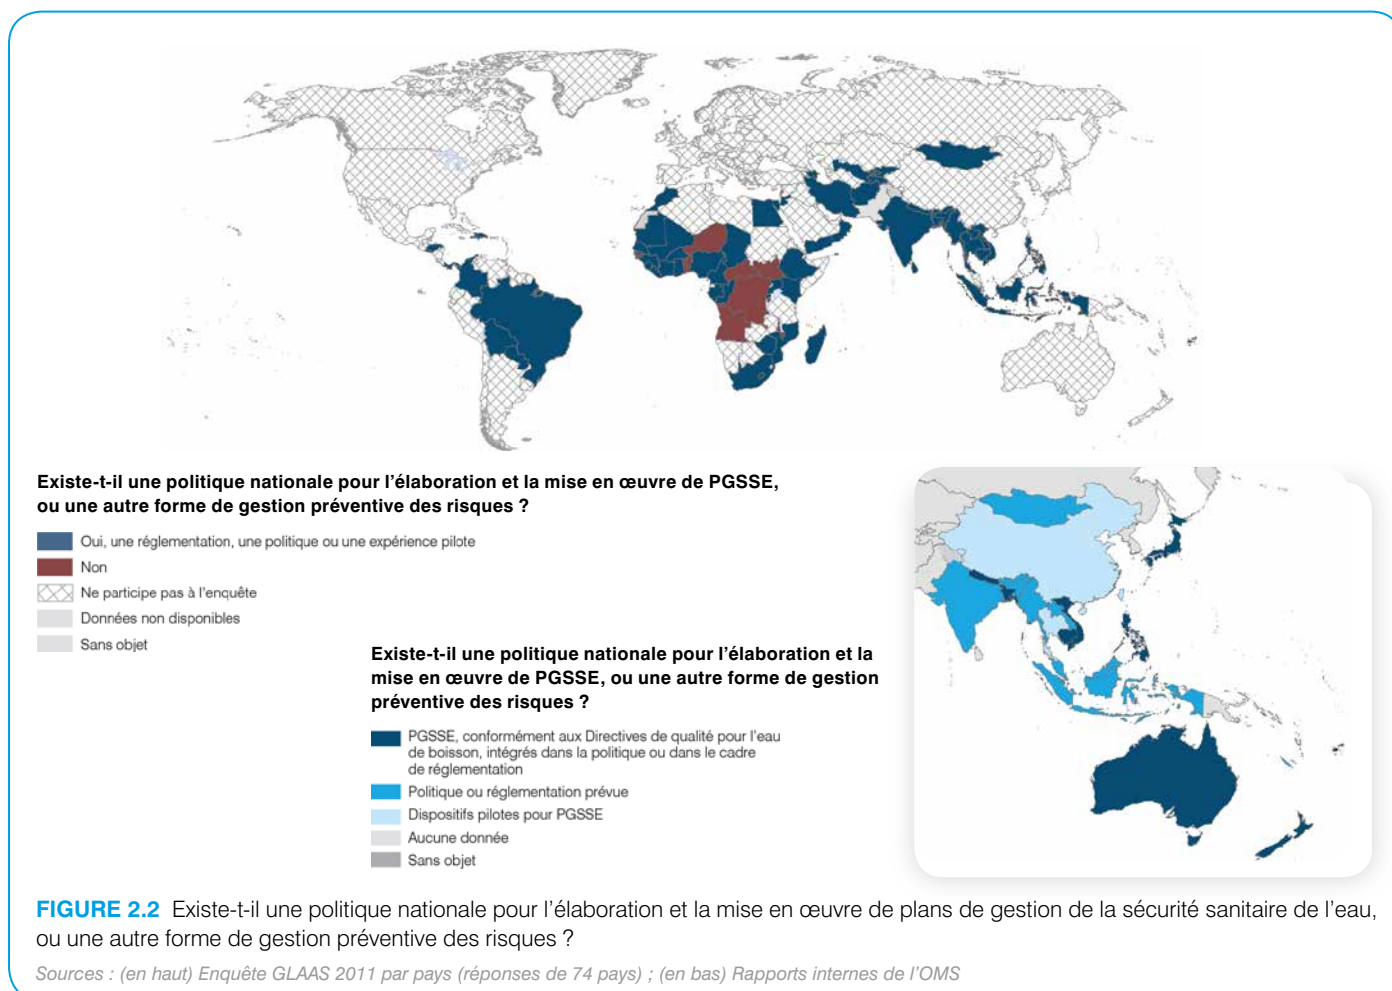 Existe-t-il une politique nationale pour l'élaboration et la mise en œuvre de PGSSE,
ou une autre forme de gestion préventive des risques ?
Oui, une réglementation, une politique ou une expérience pilote
Non
Ne participe pas à l'enquête
Données non disponibles
Sans objet
Existe-t-il une politique nationale pour l'élaboration et la
mise en œuvre de PGSSE, ou une autre forme de gestion
préventive des risques ?
PGSSE, conformément aux Directives de qualité pour l'eau
de boisson, intégrés dans la politique ou dans le cadre
de réglementation
Politique ou réglementation prévue
Dispositifs pilotes pour PGSSE
Aucune donnée
Sans objet
FIGURE 2.2 Existe-t-il une politique nationale pour l'élaboration et la mise en œuvre de plans de gestion de la sécurité sanitaire de l'eau,
ou une autre forme de gestion préventive des risques ?
Sources : (en haut) Enquête GLAAS 2011 par pays (réponses de 74 pays) ; (en bas) Rapports internes de l'OMS